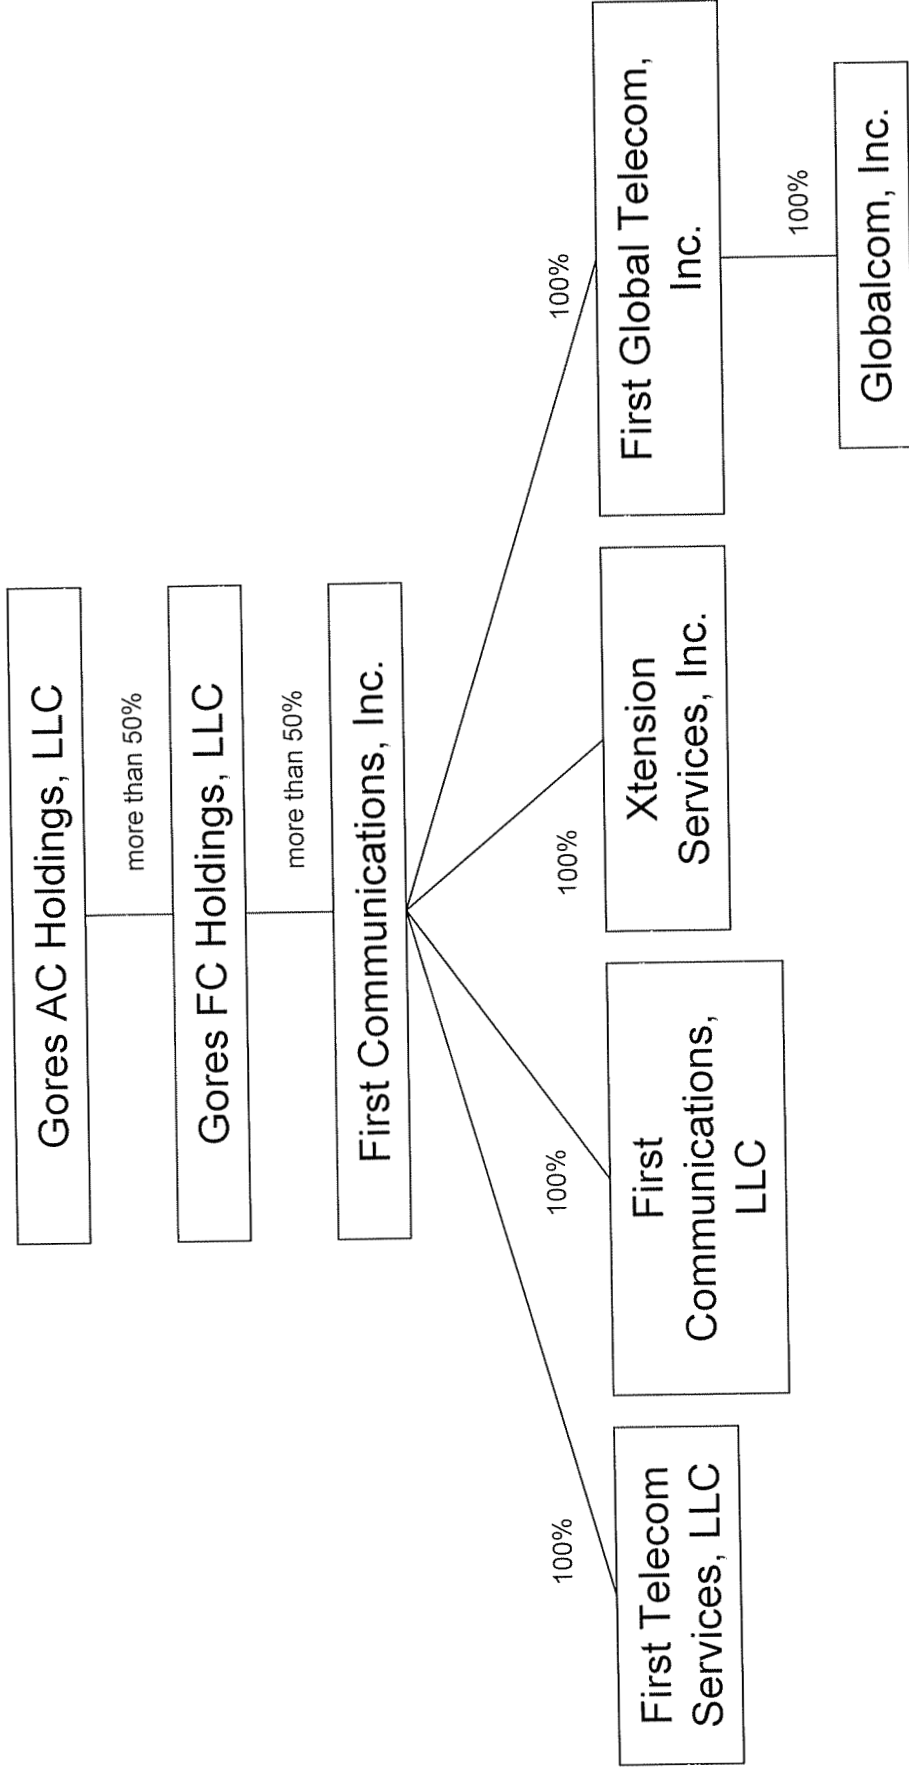 Gores AC Holdings, LLC
more than 50%
Gores FC Holdings, LLC
more than 50%
First Communications, Inc.
100%
100%
100%
100%
First Telecom
Services, LLC
First
Communications,
LLC
Xtension
Services, Inc.
First Global Telecom,
Inc.
100%
Globalcom, Inc.